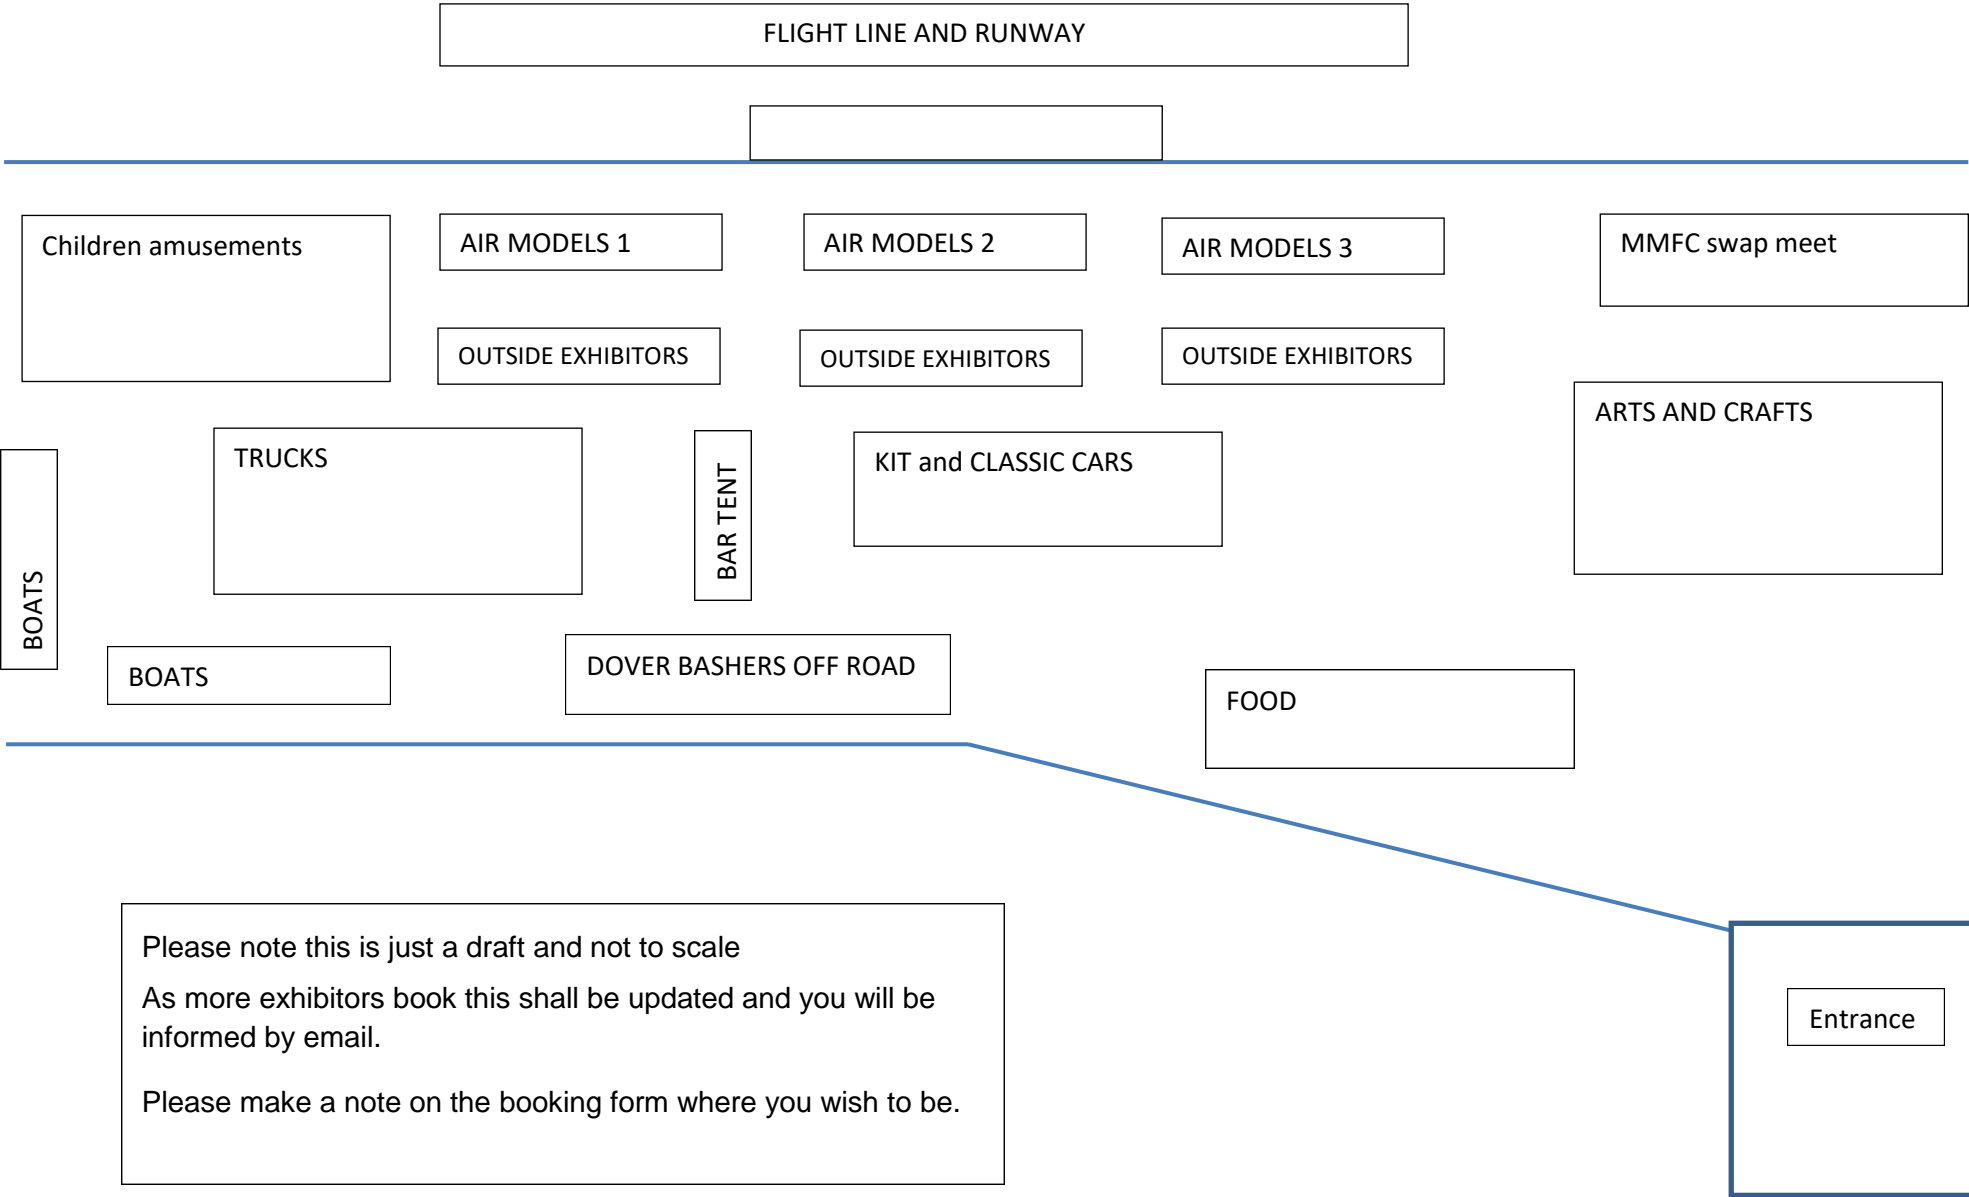 FLIGHT LINE AND RUNWAY
Children amusements
AIR MODELS 1
AIR MODELS 2
AIR MODELS 3
MMFC swap meet
OUTSIDE EXHIBITORS
OUTSIDE EXHIBITORS
OUTSIDE EXHIBITORS
ARTS AND CRAFTS
TRUCKS
BAR TENT
KIT and CLASSIC CARS
BOATS
BOATS
DOVER BASHERS OFF ROAD
FOOD
Please note this is just a draft and not to scale
As more exhibitors book this shall be updated and you will be
informed by email.
Please make a note on the booking form where you wish to be.
Entrance